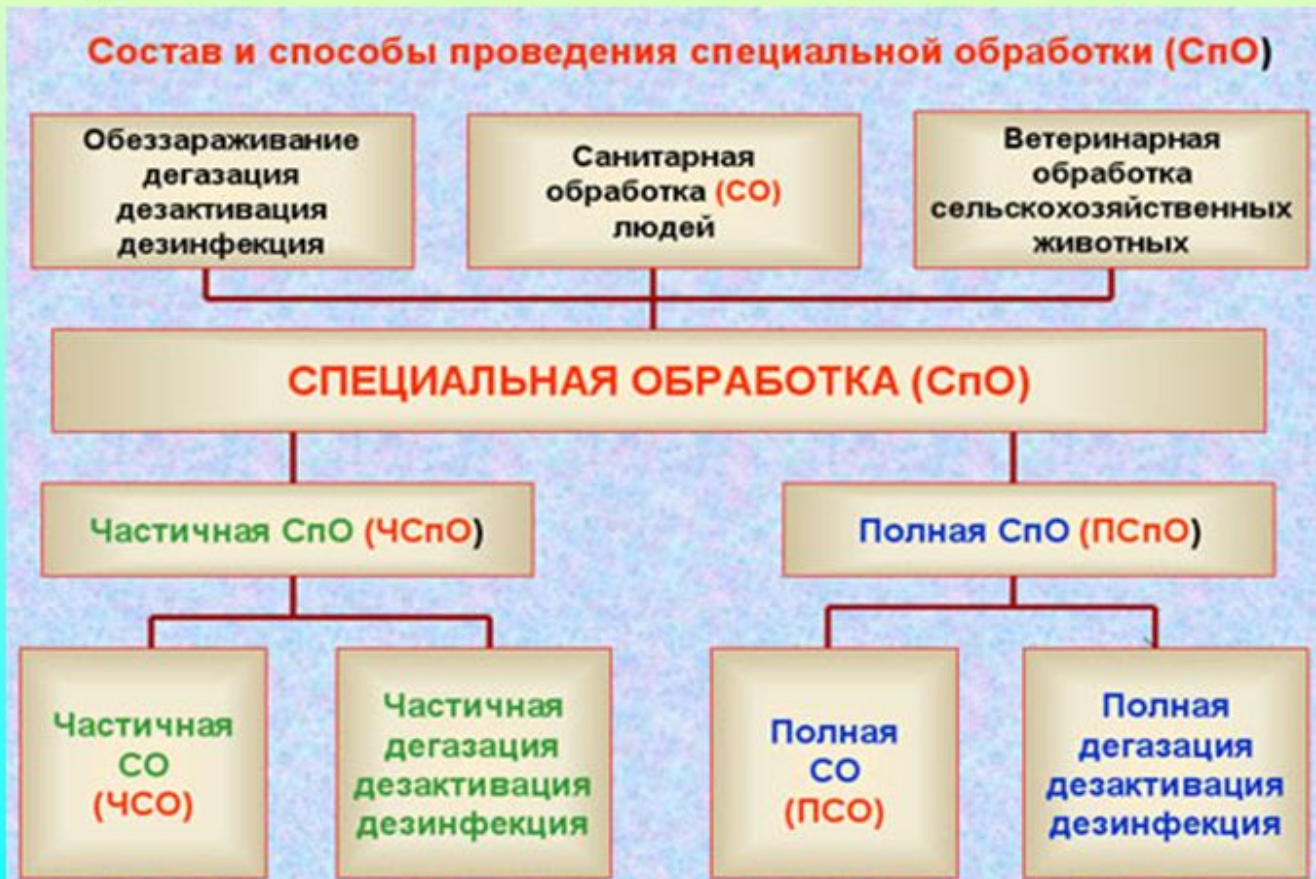 Состав и способы проведения специальной обработки (СпО)
Обеззараживание
дегазация
дезактивация
дезинфекция
Санитарная
обработка (СО)
людей
Ветеринарная
обработка
сельскохозяйственных
животных
СПЕЦИАЛЬНАЯ ОБРАБОТКА (СпО)
Частичная СпО (ЧСпО)
Полная СпО (ПСпО)
Частичная
СО
(ЧСО)
Частичная
дегазация
дезактивация
дезинфекция
Полная
СО
(ПСО)
Полная
дегазация
дезактивация
дезинфекция